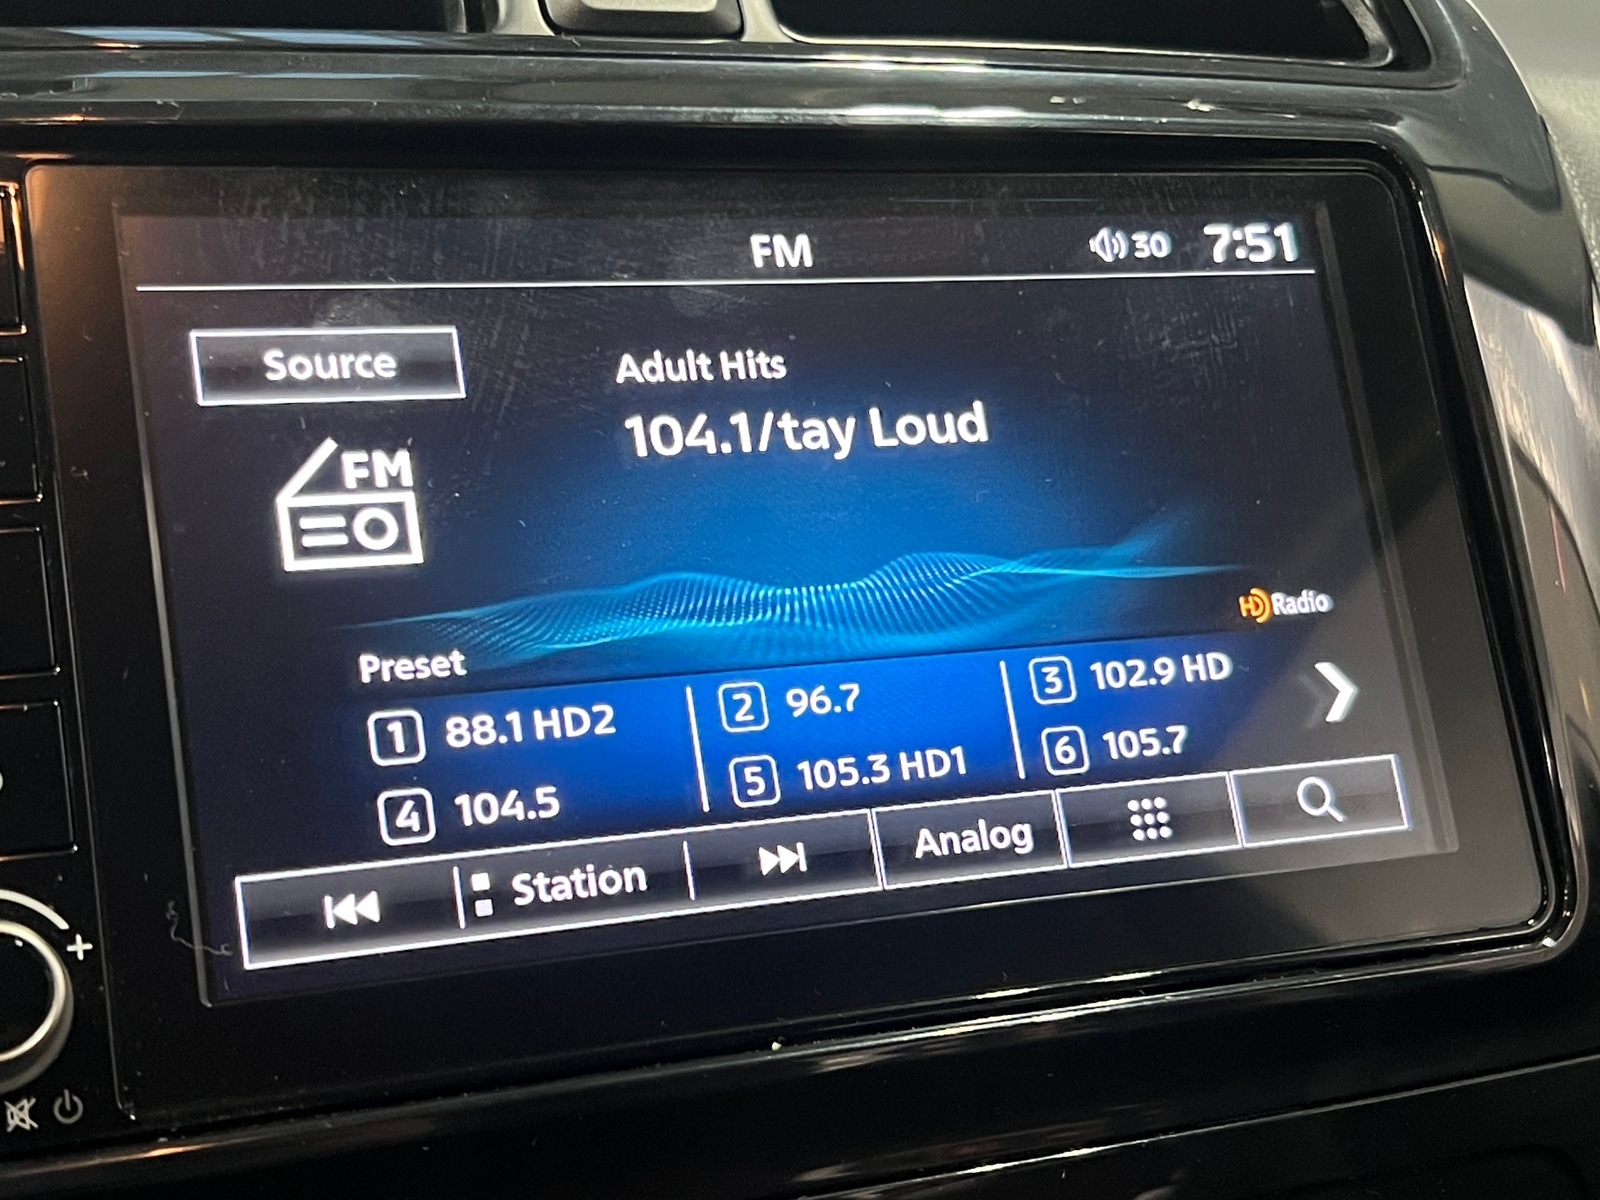 FM
30 7:51
Source
Adult Hits
104.1/tay Loud
FM
HD Radio
Preset
1 88.1 HD2
2 96.7
3 102.9 HD
4 104.5
5 105.3 HD1
6 105.7
Station
Analog
+